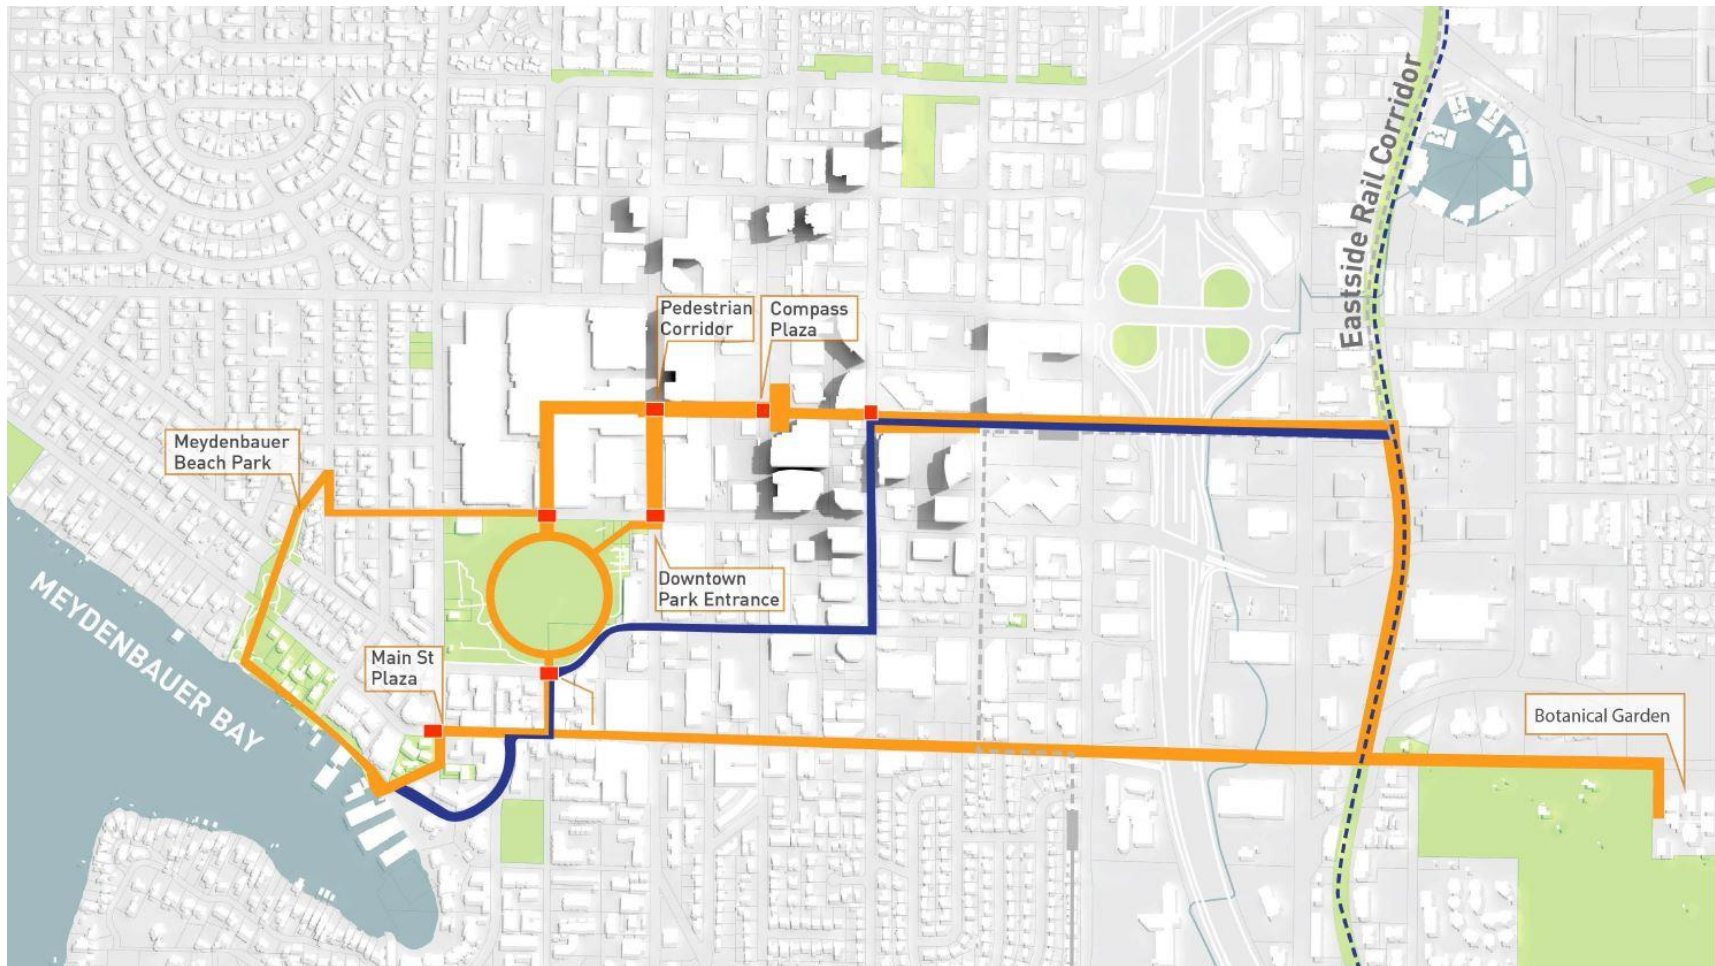 Eastside Rail Corridor
Pedestrian
Corridor
Compass
Plaza
Meydenbauer
Beach Park
Downtown
Park Entrance
MEYDENBAUER BAY
Main St
Plaza
Botanical Garden